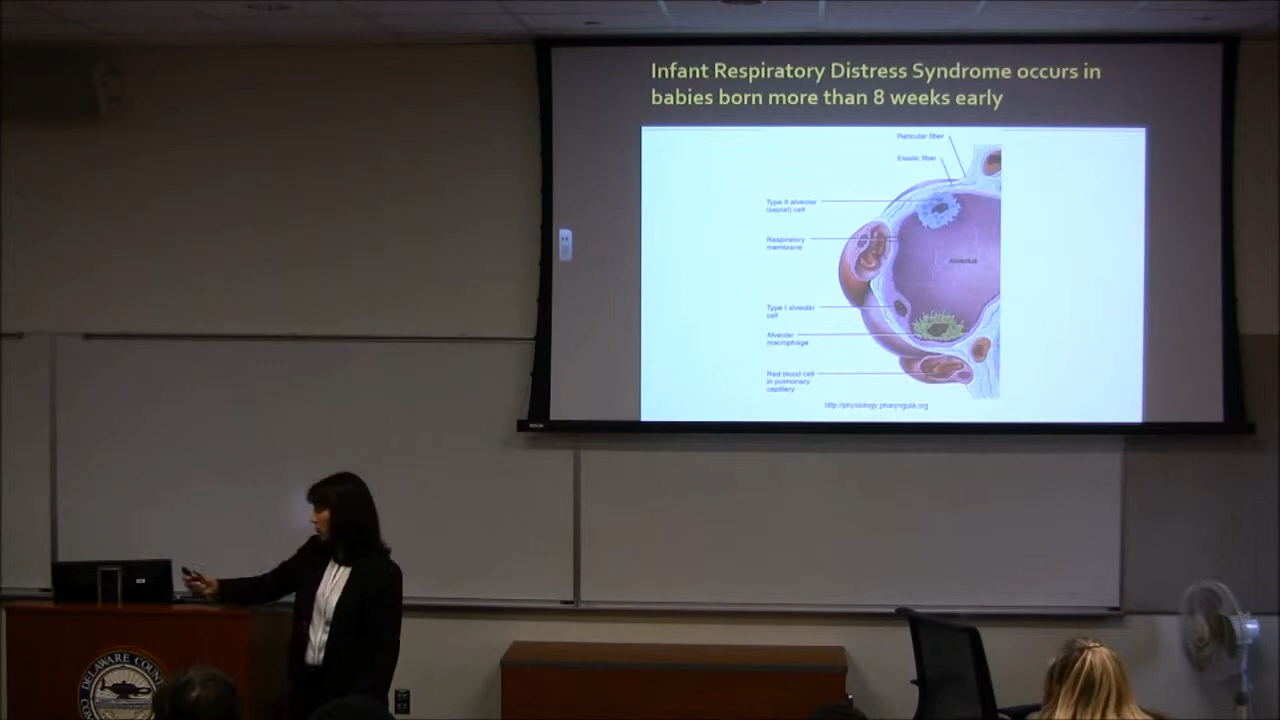 Infant Respiratory Distress Syndrome occurs in
babies born more than 8 weeks early
Reticular fiber
Elastic fiber
Type II alveolar
(septal) cell
Respiratory
membrane
Alveolus
Type I alveolar
cell
Alveolar
macrophage
Red blood cell
in pulmonary
capillary
http://physiology.pharyngula.org
DELAWARE COUNT